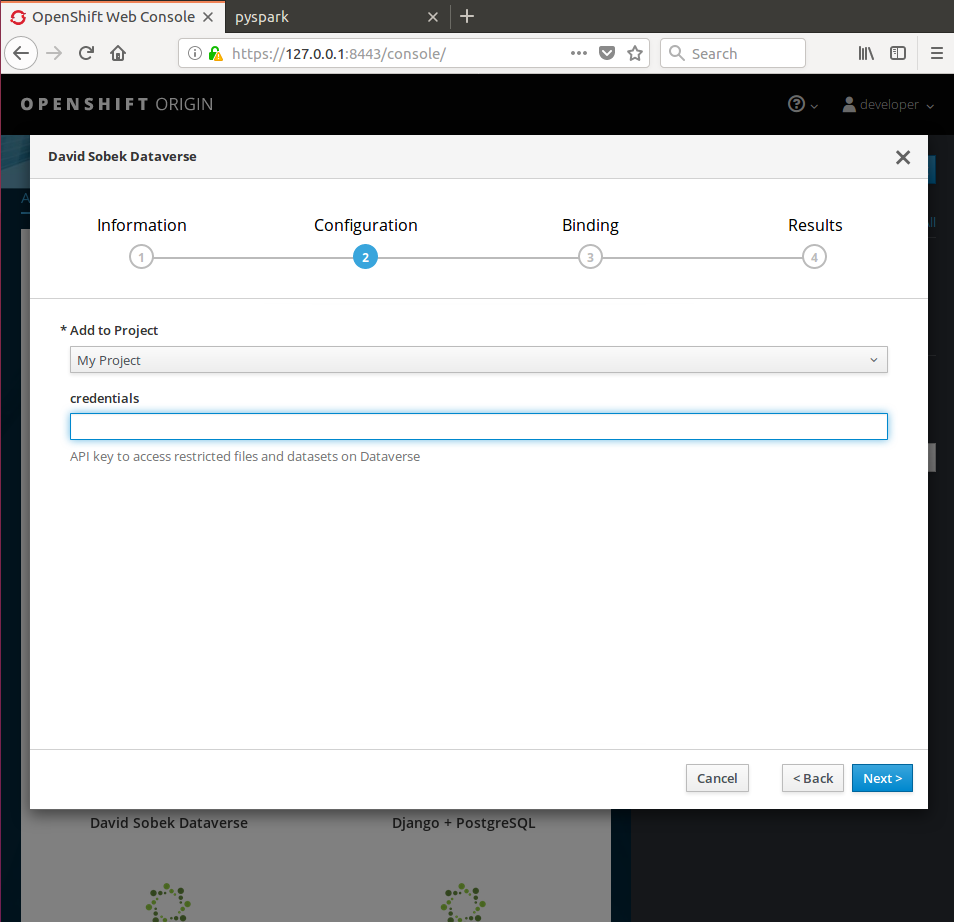 OpenShift Web Console
pyspark
https://127.0.0.1:8443/console/
Search
OPENSHIFT ORIGIN
developer
David Sobek Dataverse
Information Configuration Binding Results
1 2 3 4
* Add to Project
My Project
credentials
API key to access restricted files and datasets on Dataverse
Cancel < Back Next >
David Sobek Dataverse Django + PostgreSQL